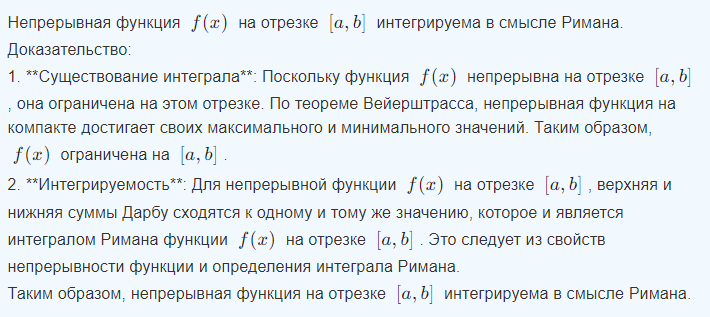 Непрерывная функция f(x) на отрезке [a, b] интегрируема в смысле Римана.
Доказательство:
1. **Существование интеграла**: Поскольку функция f(x) непрерывна на отрезке [a, b]
, она ограничена на этом отрезке. По теореме Вейерштрасса, непрерывная функция на
компакте достигает своих максимального и минимального значений. Таким образом,
f(x) ограничена на [a, b] .
2. **Интегрируемость**: Для непрерывной функции f(x) на отрезке [a, b] , верхняя и
нижняя суммы Дарбу сходятся к одному и тому же значению, которое и является
интегралом Римана функции f(x) на отрезке [a, b] . Это следует из свойств
непрерывности функции и определения интеграла Римана.
Таким образом, непрерывная функция на отрезке [a, b] интегрируема в смысле Римана.